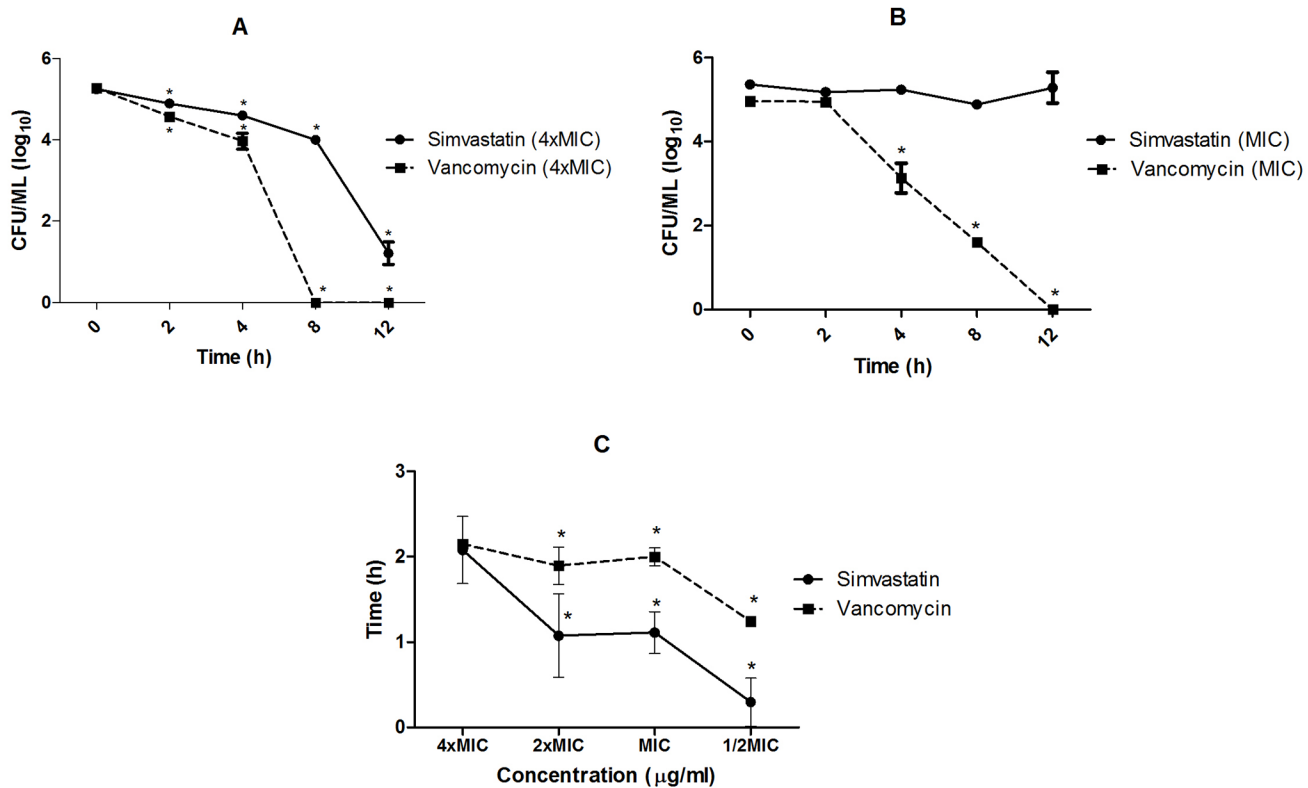 A
6
4
2
0
CFU/ML (log10)
* * * *
* * * *
0 2 4 8 12
Time (h)
Simvastatin (4xMIC)
Vancomycin (4xMIC)
B
6
4
2
0
CFU/ML (log10)
* * *
0 2 4 8 12
Time (h)
Simvastatin (MIC)
Vancomycin (MIC)
C
3
2
1
0
Time (h)
* * *
* * *
4xMIC 2xMIC MIC 1/2MIC
Concentration (μg/ml)
Simvastatin
Vancomycin